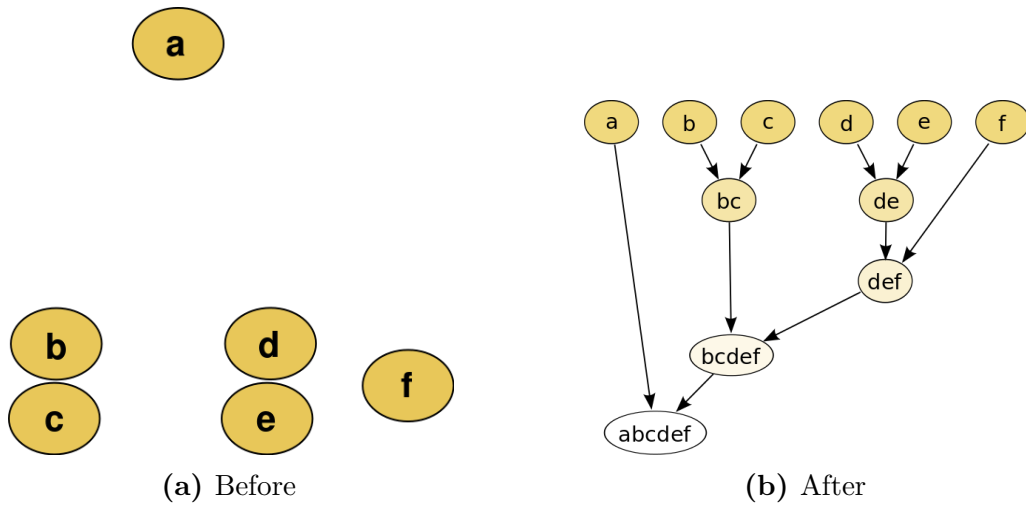 a
b
c
d
e
f
(a) Before
a b c d e f
bc de
def
bcdef
abcdef
(b) After